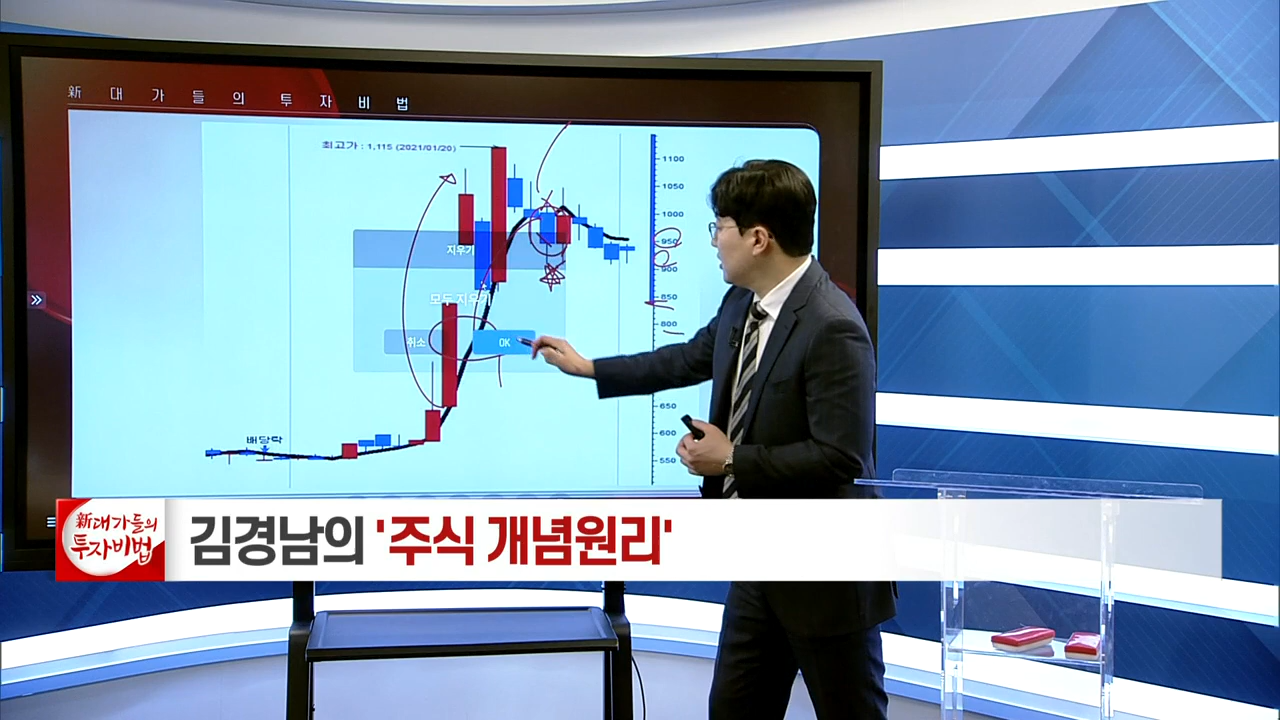 新 대 가 들 의 투 자 비 법
최고가 : 1,115 (2021/01/20)
1100
1050
1000
950
900
850
800
650
600
550
지우기
모두 지우기
취소
OK
배당락
新 대가들의
투자비법
김경남의 '주식 개념원리'